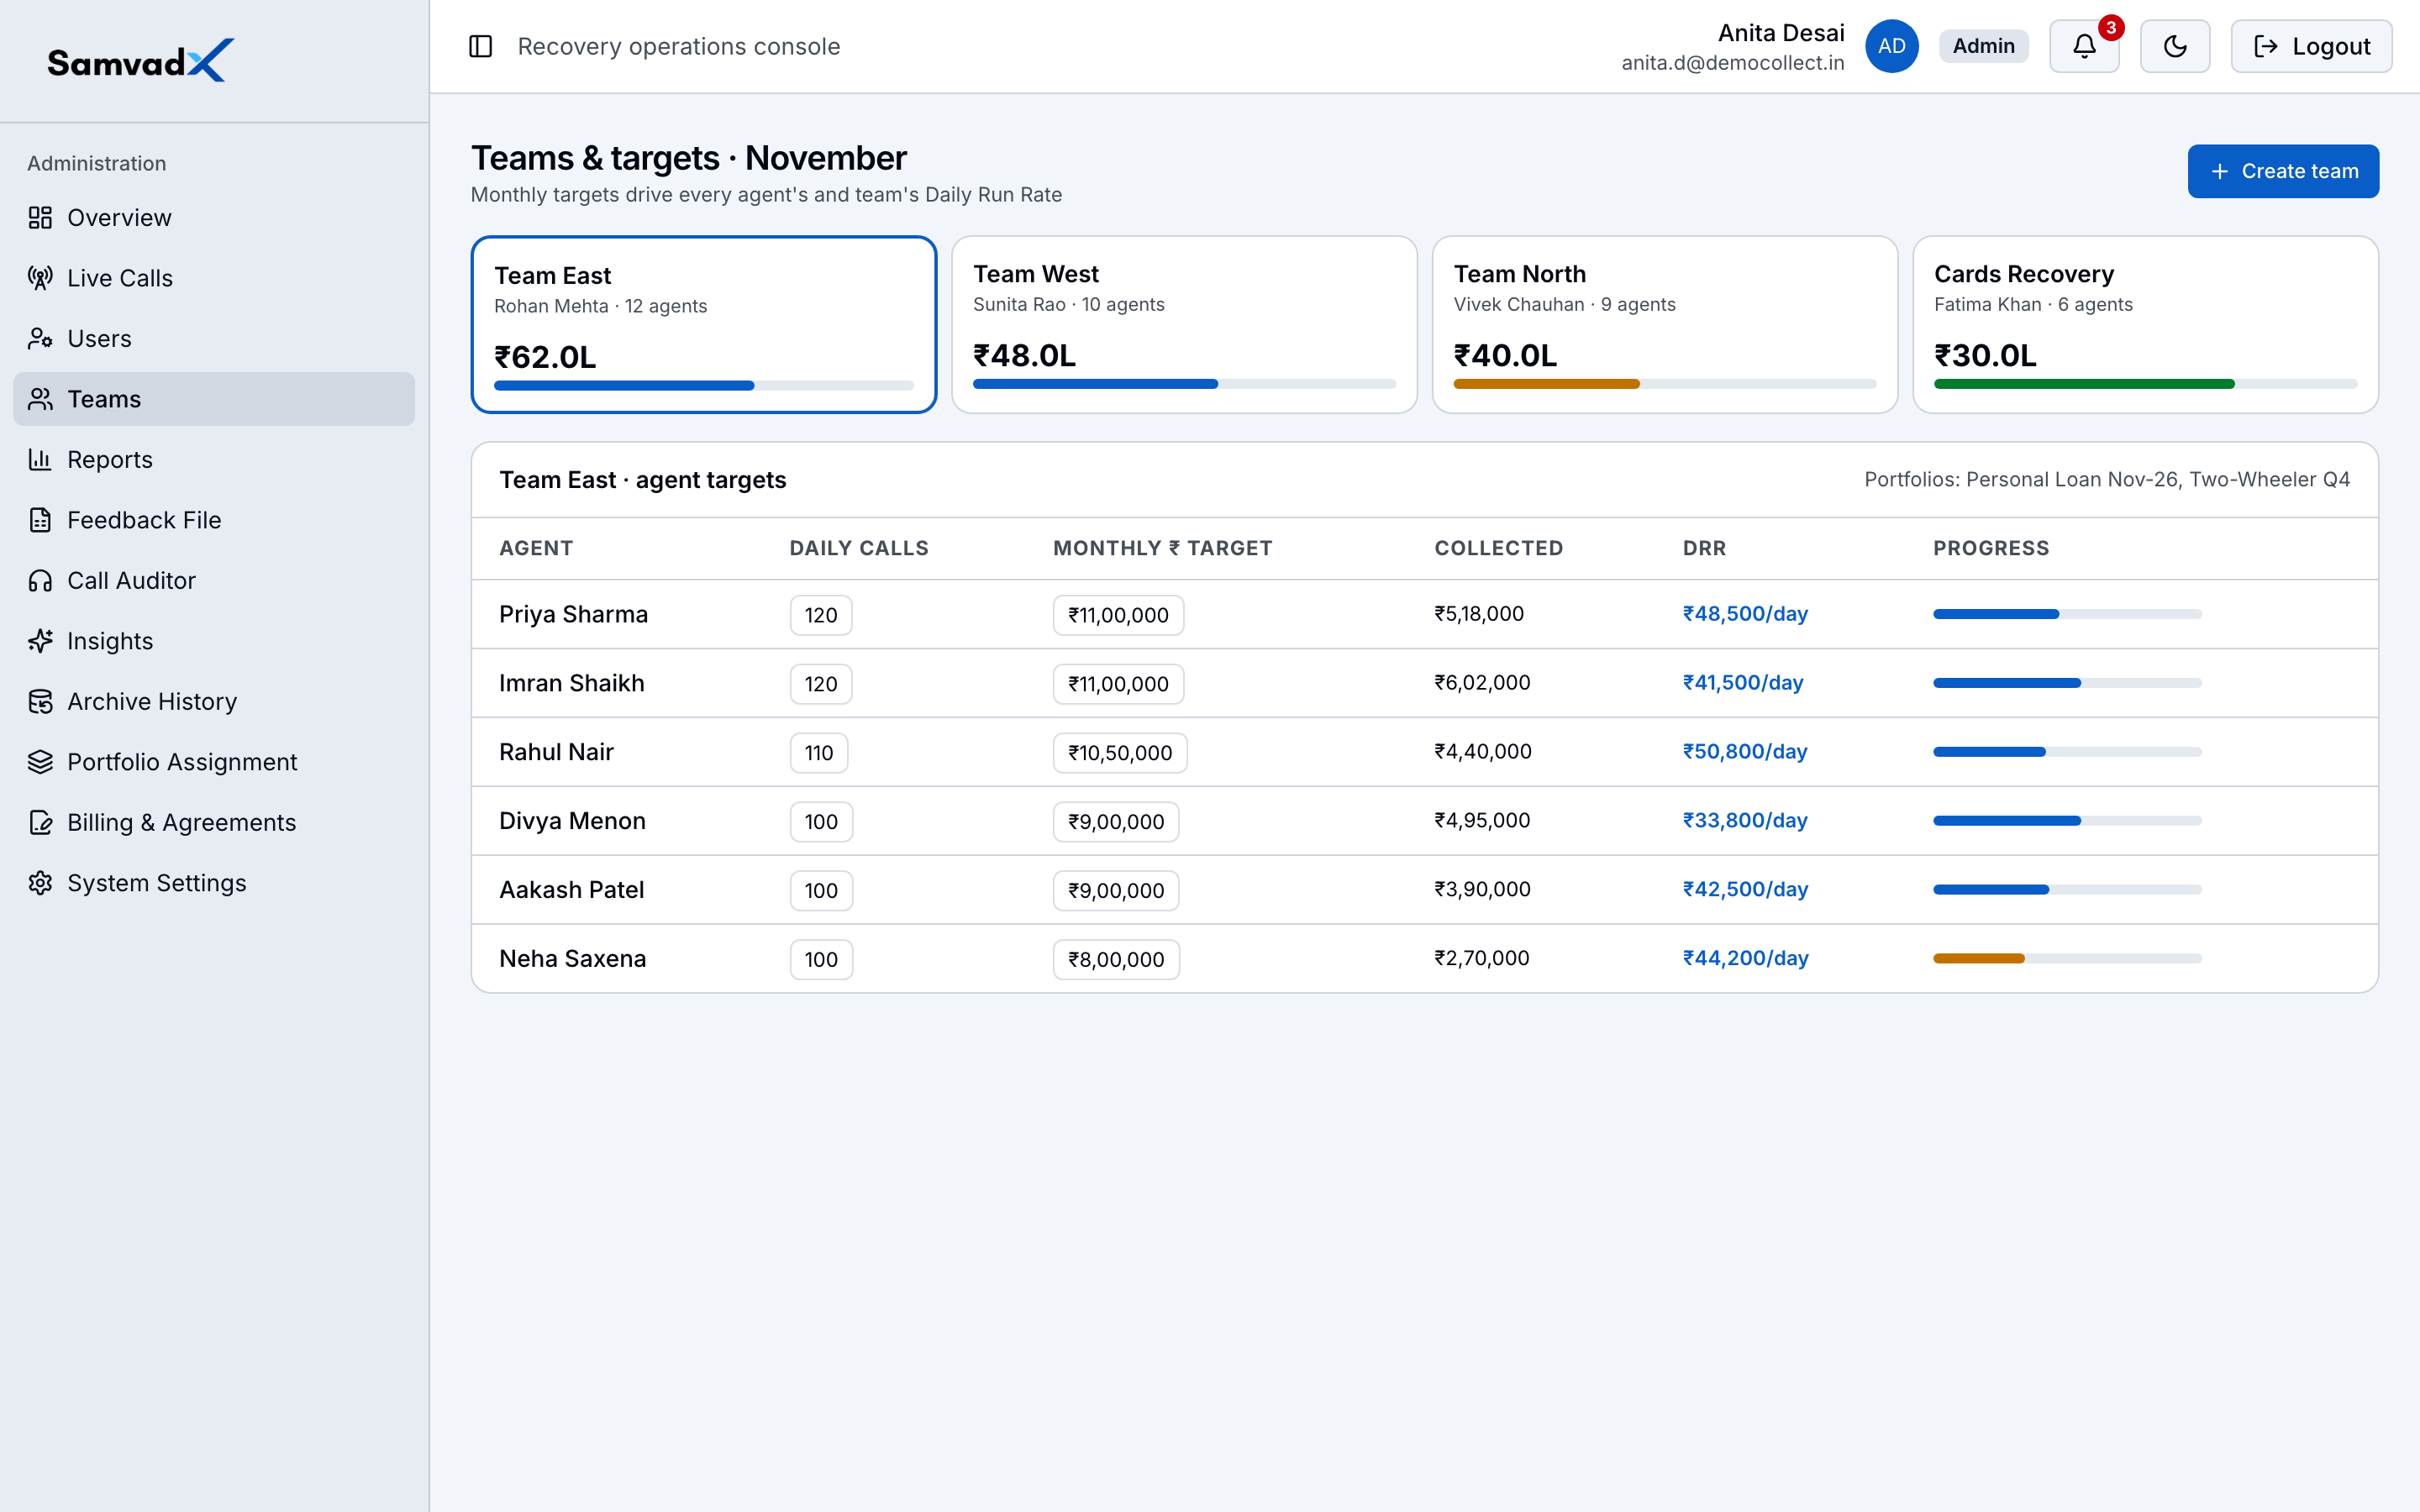 SamvadX
Recovery operations console
Anita Desai
anita.d@democollect.in
AD
Admin
3
Logout
Administration
Overview
Live Calls
Users
Teams
Reports
Feedback File
Call Auditor
Insights
Archive History
Portfolio Assignment
Billing & Agreements
System Settings
Teams & targets · November
Monthly targets drive every agent's and team's Daily Run Rate
+ Create team
Team East
Rohan Mehta · 12 agents
₹62.0L
Team West
Sunita Rao · 10 agents
₹48.0L
Team North
Vivek Chauhan · 9 agents
₹40.0L
Cards Recovery
Fatima Khan · 6 agents
₹30.0L
Team East · agent targets
Portfolios: Personal Loan Nov-26, Two-Wheeler Q4
AGENT DAILY CALLS MONTHLY ₹ TARGET COLLECTED DRR PROGRESS
Priya Sharma 120 ₹11,00,000 ₹5,18,000 ₹48,500/day
Imran Shaikh 120 ₹11,00,000 ₹6,02,000 ₹41,500/day
Rahul Nair 110 ₹10,50,000 ₹4,40,000 ₹50,800/day
Divya Menon 100 ₹9,00,000 ₹4,95,000 ₹33,800/day
Aakash Patel 100 ₹9,00,000 ₹3,90,000 ₹42,500/day
Neha Saxena 100 ₹8,00,000 ₹2,70,000 ₹44,200/day